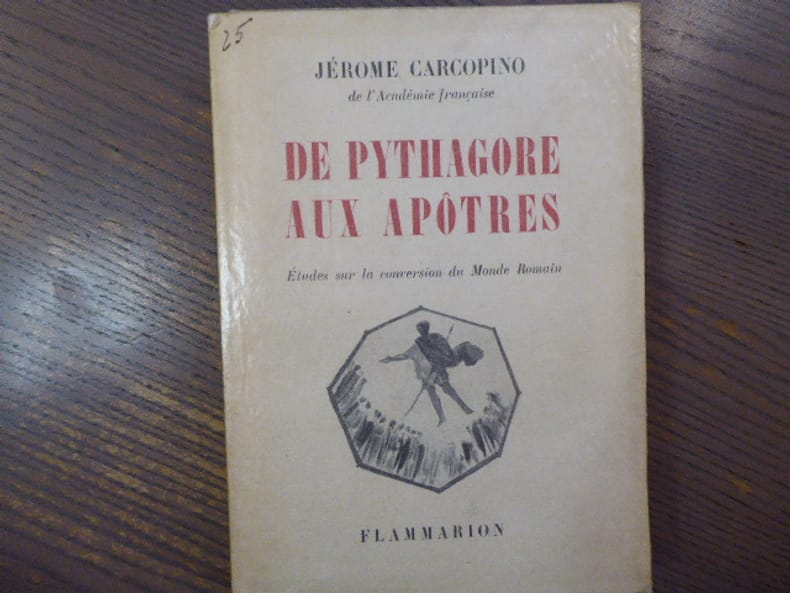 25
JÉROME CARCOPINO
de l'Académie française
DE PYTHAGORE
AUX APÔTRES
Études sur la conversion du Monde Romain
FLAMMARION